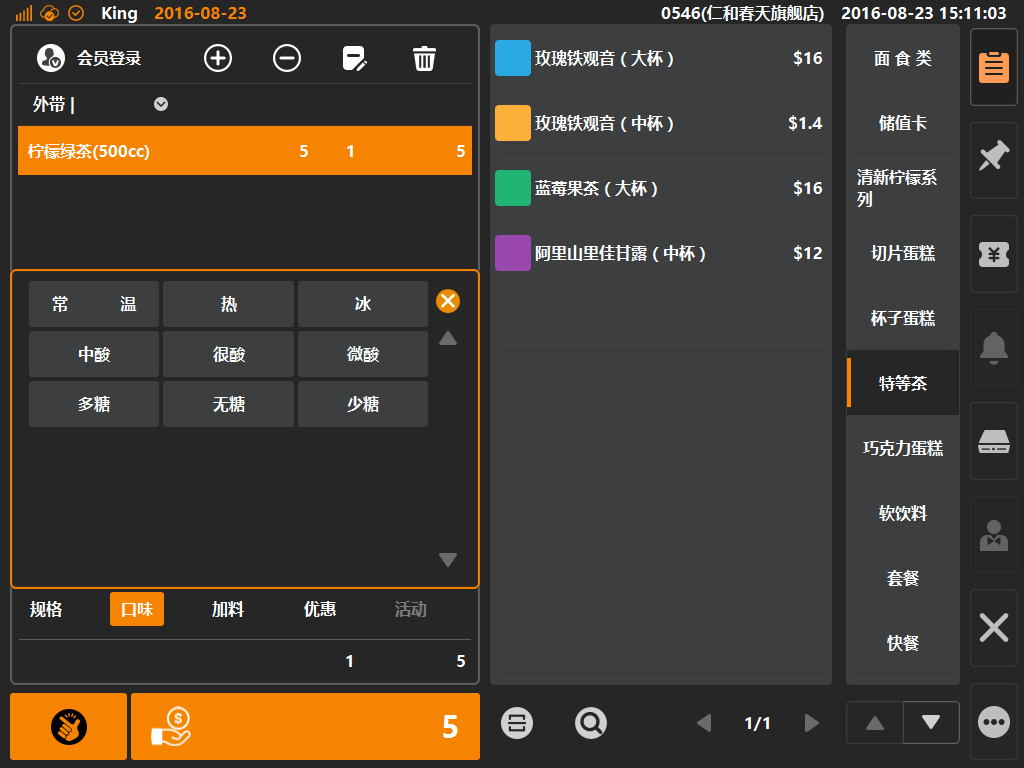 King 2016-08-23 0546(仁和春天旗舰店) 2016-08-23 15:11:03
会员登录
外带 |
柠檬绿茶(500cc) 5 1 5
常 温 热 冰
中酸 很酸 微酸
多糖 无糖 少糖
规格 口味 加料 优惠 活动
1 5
5
玫瑰铁观音 ( 大杯 ) $16
玫瑰铁观音 ( 中杯 ) $1.4
蓝莓果茶 ( 大杯 ) $16
阿里山里佳甘露 ( 中杯 ) $12
1/1
面 食 类
储值卡
清新柠檬系
列
切片蛋糕
杯子蛋糕
特等茶
巧克力蛋糕
软饮料
套餐
快餐